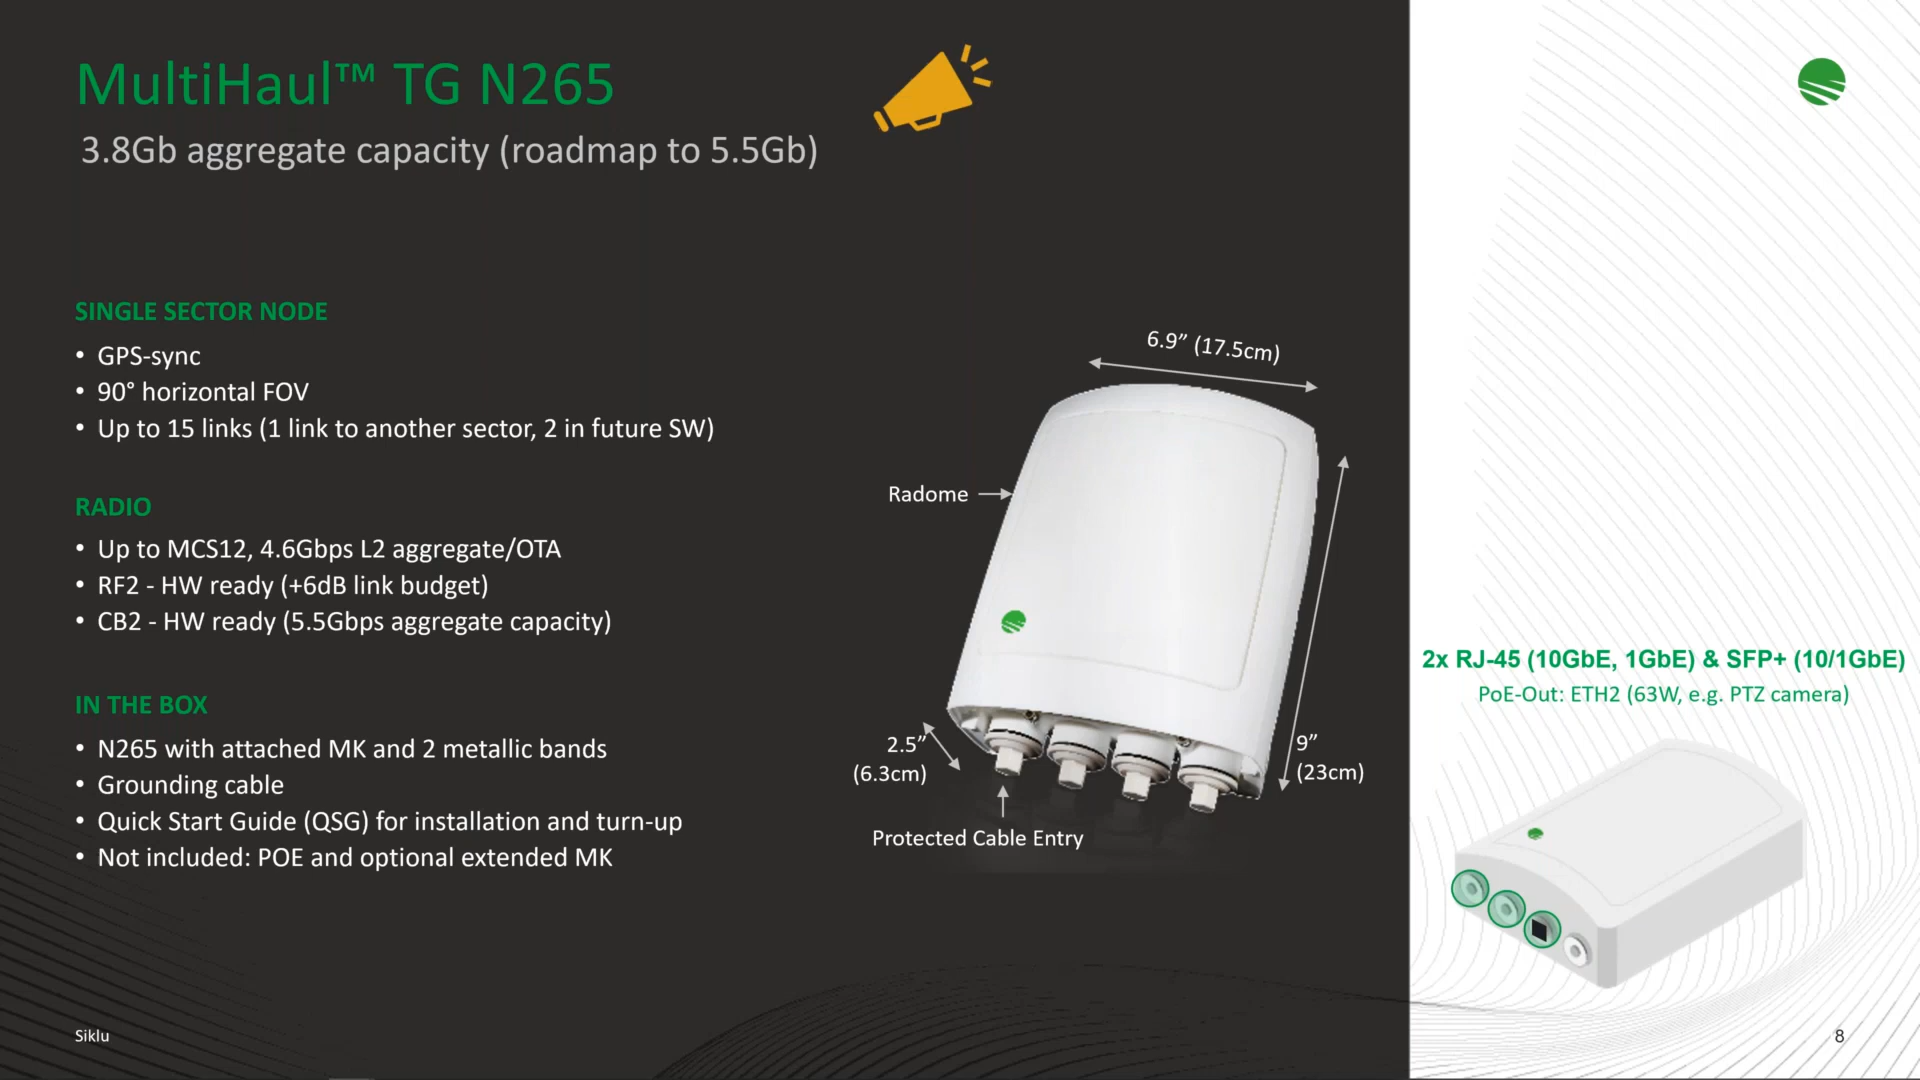 MultiHaul™ TG N265
3.8Gb aggregate capacity (roadmap to 5.5Gb)
SINGLE SECTOR NODE
• GPS-sync
• 90° horizontal FOV
• Up to 15 links (1 link to another sector, 2 in future SW)
RADIO
• Up to MCS12, 4.6Gbps L2 aggregate/OTA
• RF2 - HW ready (+6dB link budget)
• CB2 - HW ready (5.5Gbps aggregate capacity)
IN THE BOX
• N265 with attached MK and 2 metallic bands
• Grounding cable
• Quick Start Guide (QSG) for installation and turn-up
• Not included: POE and optional extended MK
6.9” (17.5cm)
Radome
2.5”
(6.3cm)
9”
(23cm)
Protected Cable Entry
2x RJ-45 (10GbE, 1GbE) & SFP+ (10/1GbE)
PoE-Out: ETH2 (63W, e.g. PTZ camera)
Siklu
8